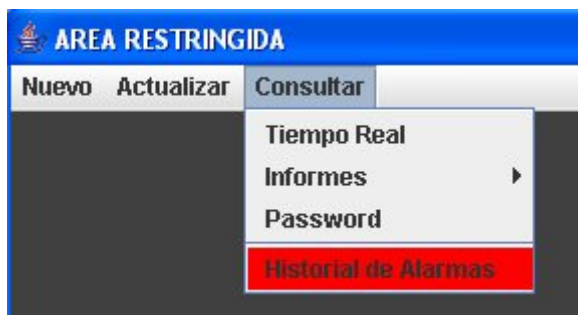 AREA RESTRINGIDA
Nuevo Actualizar Consultar
Tiempo Real
Informes
Password
Historial de Alarmas